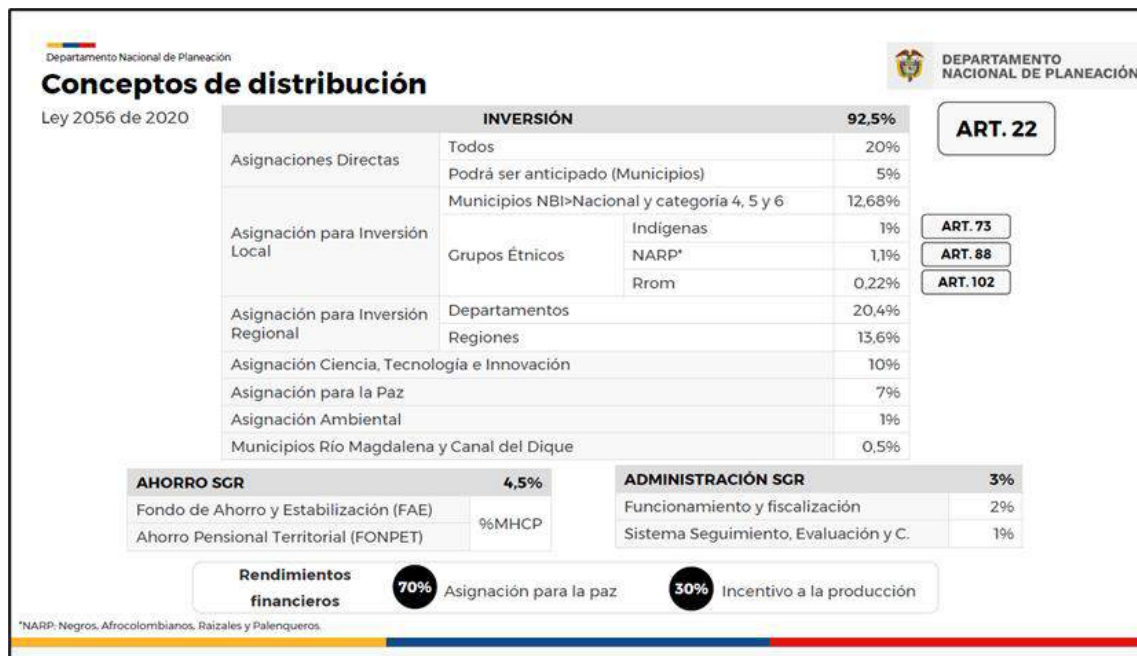 Departamento Nacional de Planeación
Conceptos de distribución
Ley 2056 de 2020
DEPARTAMENTO
NACIONAL DE PLANEACIÓN
INVERSIÓN 92,5%
ART. 22
Asignaciones Directas
Todos 20%
Podrá ser anticipado (Municipios) 5%
Asignación para Inversión
Local
Municipios NBI>Nacional y categoría 4, 5 y 6 12,68%
Grupos Étnicos
Indígenas 1% ART. 73
NARP* 1,1% ART. 88
Rrom 0,22% ART. 102
Asignación para Inversión
Regional
Departamentos 20,4%
Regiones 13,6%
Asignación Ciencia, Tecnología e Innovación 10%
Asignación para la Paz 7%
Asignación Ambiental 1%
Municipios Río Magdalena y Canal del Dique 0,5%
AHORRO SGR 4,5%
Fondo de Ahorro y Estabilización (FAE)
Ahorro Pensional Territorial (FONPET)
%MHCP
ADMINISTRACIÓN SGR 3%
Funcionamiento y fiscalización 2%
Sistema Seguimiento, Evaluación y C. 1%
Rendimientos
financieros
70% Asignación para la paz
30% Incentivo a la producción
*NARP: Negros, Afrocolombianos, Raizales y Palenqueros.